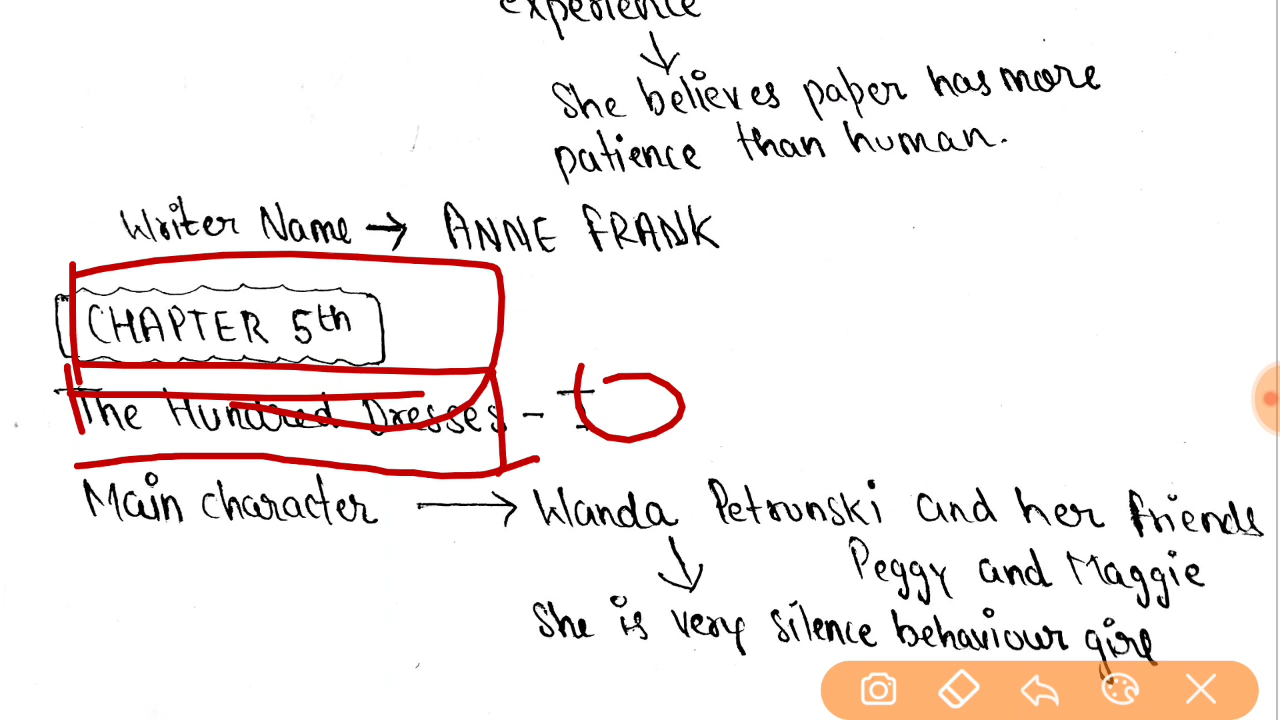 experience
She believes paper has more
patience than human.
Writer Name → ANNE FRANK
CHAPTER 5th
The Hundred Dresses - I
Main character → Wanda Petronski and her friends
Peggy and Maggie
She is very silence behaviour girl